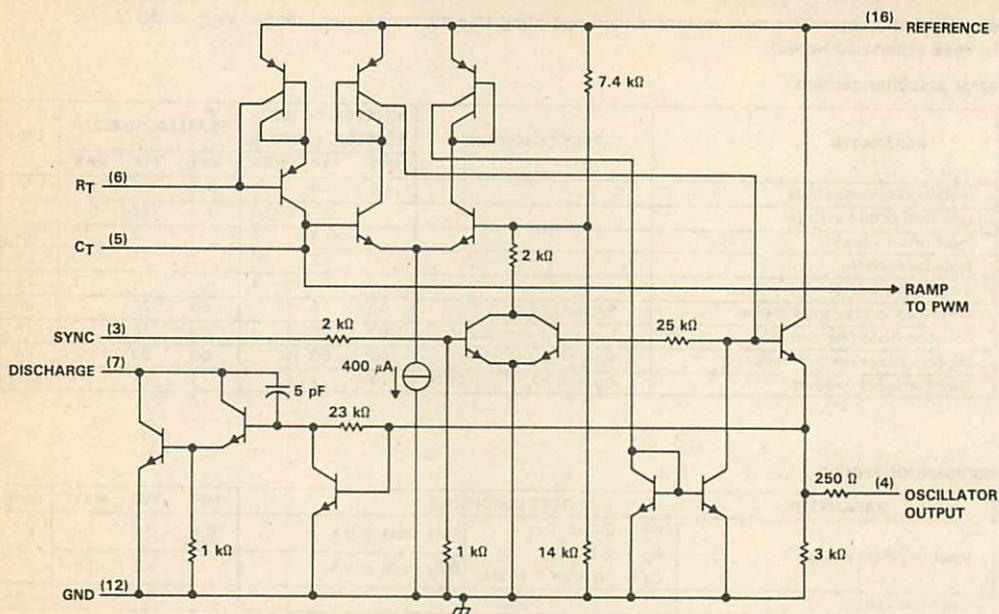 (16) REFERENCE
7.4 kΩ
RT (6)
CT (5)
2 kΩ
RAMP
TO PWM
SYNC (3)
2 kΩ
25 kΩ
DISCHARGE (7)
400 μA
5 pF
23 kΩ
250 Ω
(4) OSCILLATOR
OUTPUT
1 kΩ
1 kΩ
14 kΩ
3 kΩ
GND (12)